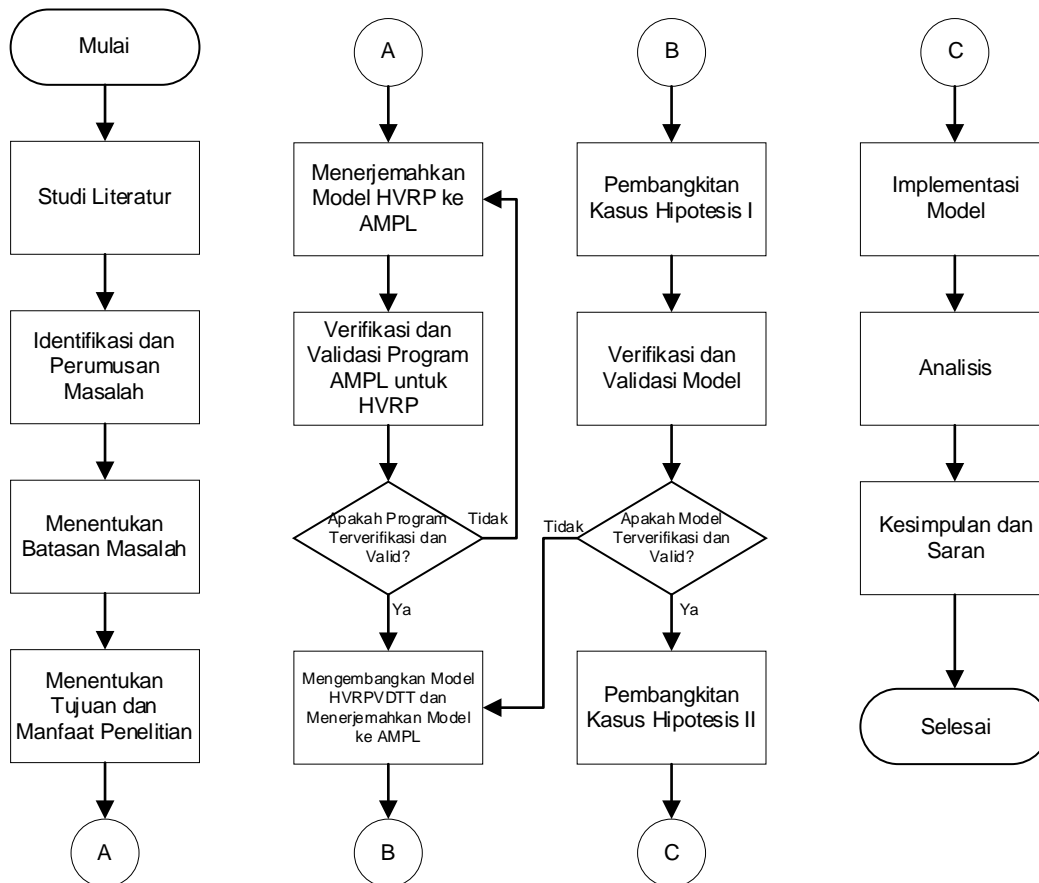 Mulai
Studi Literatur
Identifikasi dan
Perumusan
Masalah
Menentukan
Batasan Masalah
Menentukan
Tujuan dan
Manfaat Penelitian
A
A
Menerjemahkan
Model HVRP ke
AMPL
Verifikasi dan
Validasi Program
AMPL untuk
HVRP
Apakah Program
Terverifikasi dan
Valid?
Tidak
Ya
Mengembangkan Model
HVRPVDTT dan
Menerjemahkan Model
ke AMPL
B
B
Pembangkitan
Kasus Hipotesis I
Verifikasi dan
Validasi Model
Apakah Model
Terverifikasi dan
Valid?
Tidak
Ya
Pembangkitan
Kasus Hipotesis II
C
C
Implementasi
Model
Analisis
Kesimpulan dan
Saran
Selesai